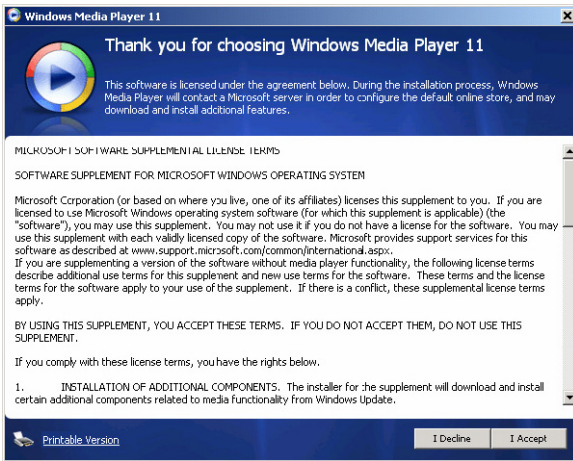 Windows Media Player 11
Thank you for choosing Windows Media Player 11
This software is licensed under the agreement below. During the installation process, Windows
Media Player will contact a Microsoft server in order to configure the default online store, and may
download and install additional features.
MICROSOFT SOFTWARE SUPPLEMENTAL LICENSE TERMS
SOFTWARE SUPPLEMENT FOR MICROSOFT WINDOWS OPERATING SYSTEM
Microsoft Corporation (or based on where you live, one of its affiliates) licenses this supplement to you. If you are
licensed to use Microsoft Windows operating system software (for which this supplement is applicable) (the
"software"), you may use this supplement. You may not use it if you do not have a license for the software. You may
use this supplement with each validly licensed copy of the software. Microsoft provides support services for this
software as described at www.support.microsoft.com/common/international.aspx.
If you are supplementing a version of the software without media player functionality, the following license terms
describe additional use terms for this supplement and new use terms for the software. These terms and the license
terms for the software apply to your use of the supplement. If there is a conflict, these supplemental license terms
apply.
BY USING THIS SUPPLEMENT, YOU ACCEPT THESE TERMS. IF YOU DO NOT ACCEPT THEM, DO NOT USE THIS
SUPPLEMENT.
If you comply with these license terms, you have the rights below.
1. INSTALLATION OF ADDITIONAL COMPONENTS. The installer for the supplement will download and install
certain additional components related to media functionality from Windows Update.
Printable Version
I Decline
I Accept